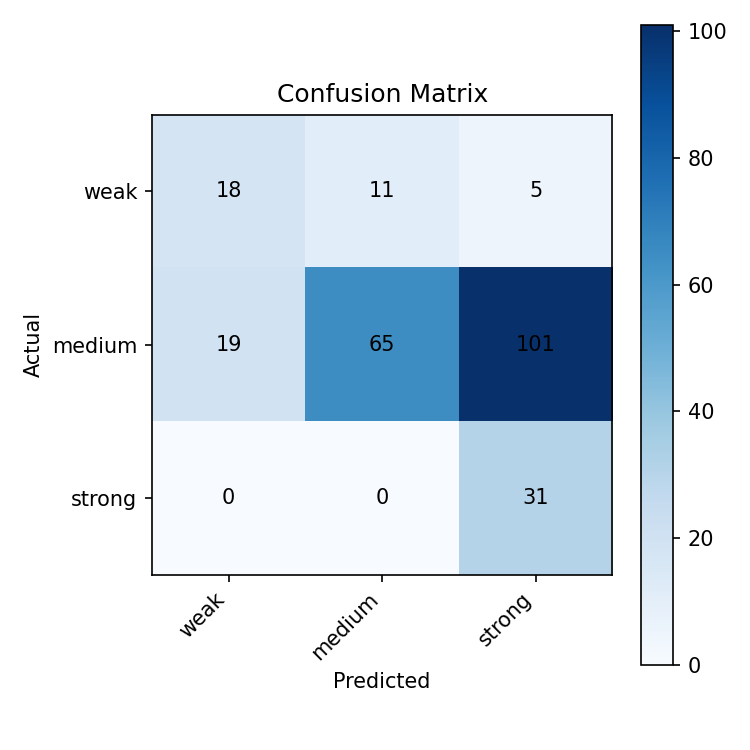 Confusion Matrix
weak 18 11 5
medium 19 65 101
strong 0 0 31
weak medium strong
Predicted
Actual
100
80
60
40
20
0